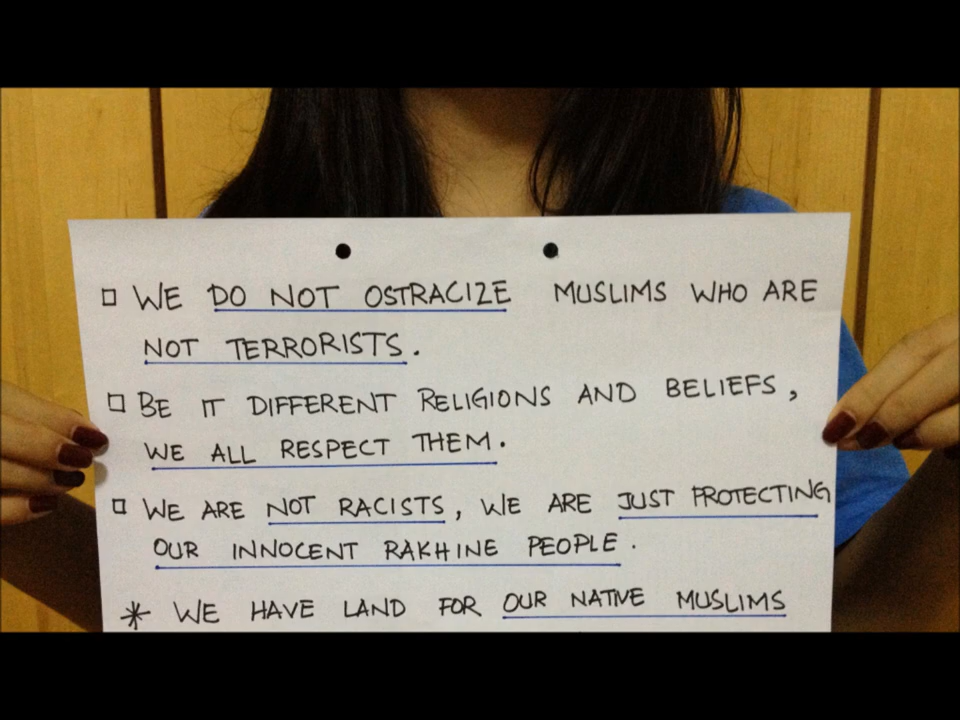 WE DO NOT OSTRACIZE MUSLIMS WHO ARE
NOT TERRORISTS.
BE IT DIFFERENT RELIGIONS AND BELIEFS,
WE ALL RESPECT THEM.
WE ARE NOT RACISTS, WE ARE JUST PROTECTING
OUR INNOCENT RAKHINE PEOPLE.
* WE HAVE LAND FOR OUR NATIVE MUSLIMS